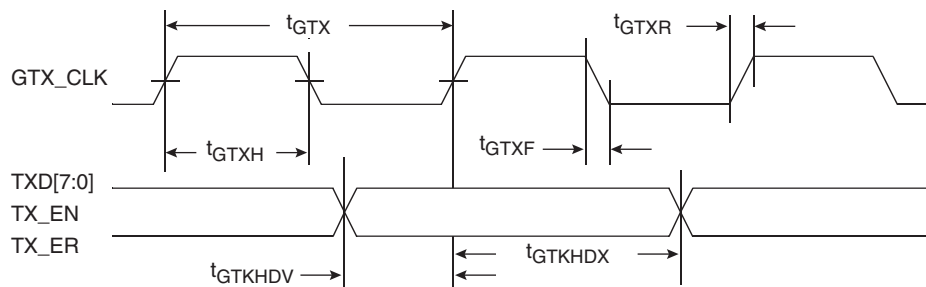 tGTX
tGTXR
GTX_CLK
tGTXH
tGTXF
TXD[7:0]
TX_EN
TX_ER
tGTKHDV
tGTKHDX